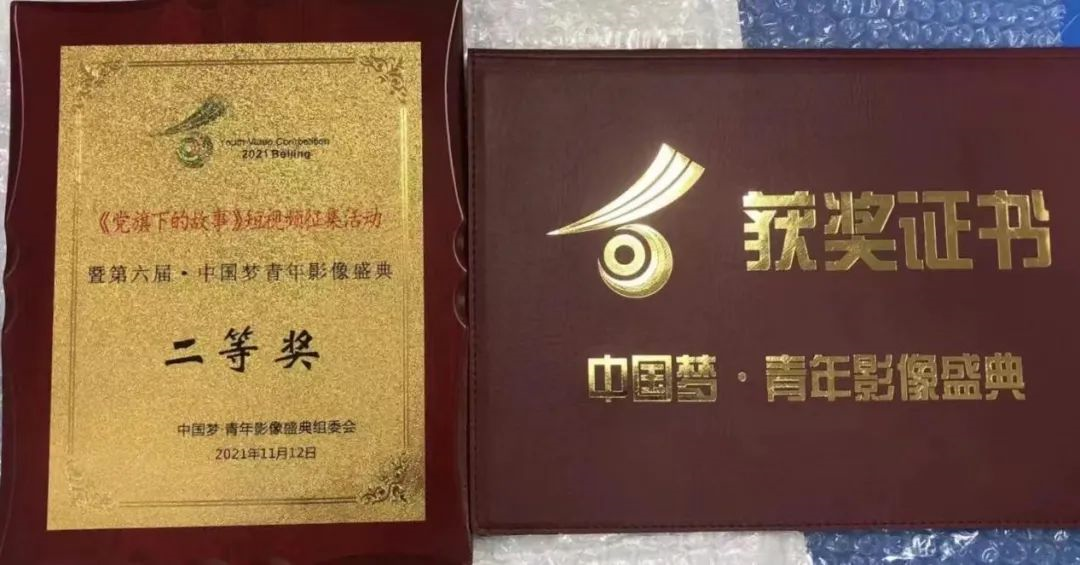 Youth Video Competition
2021 Beijing
《党旗下的故事》短视频征集活动
暨第六届·中国梦青年影像盛典
二等奖
中国梦·青年影像盛典组委会
2021年11月12日
获奖证书
中国梦·青年影像盛典